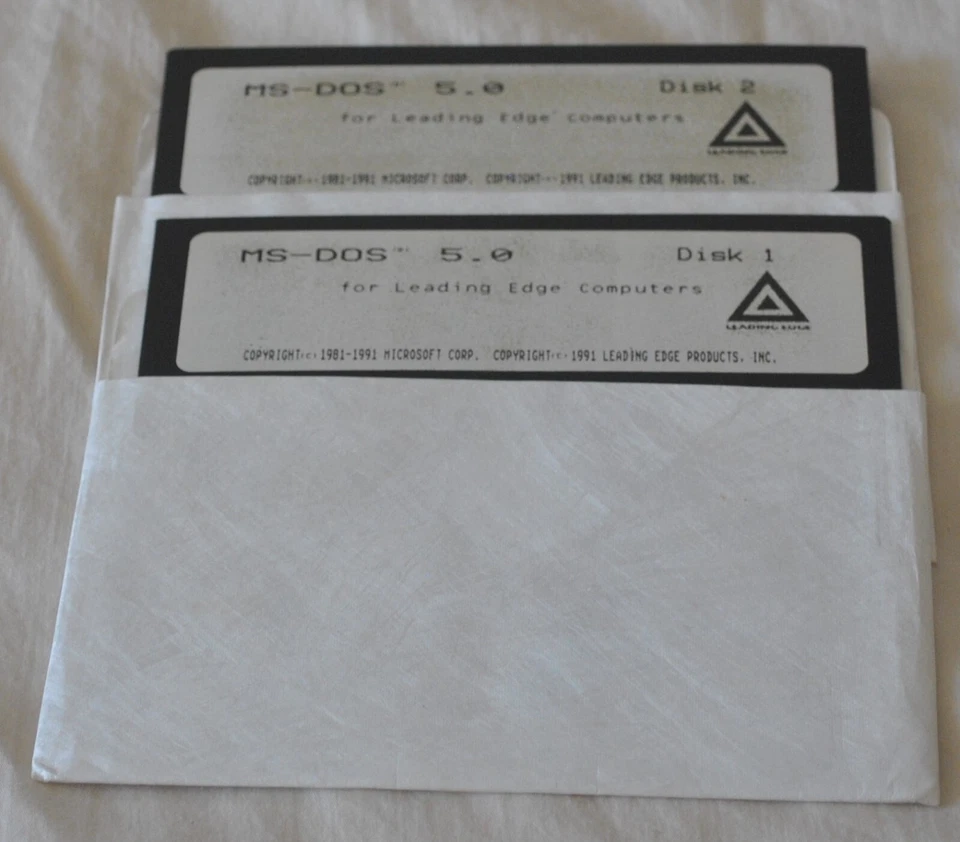 MS-DOS™ 5.0 Disk 2
for Leading Edge Computers
LEADING EDGE
COPYRIGHT(c) 1981-1991 MICROSOFT CORP. COPYRIGHT(c) 1991 LEADING EDGE PRODUCTS, INC.
MS-DOS™ 5.0 Disk 1
for Leading Edge Computers
LEADING EDGE
COPYRIGHT(c) 1981-1991 MICROSOFT CORP. COPYRIGHT(c) 1991 LEADING EDGE PRODUCTS, INC.